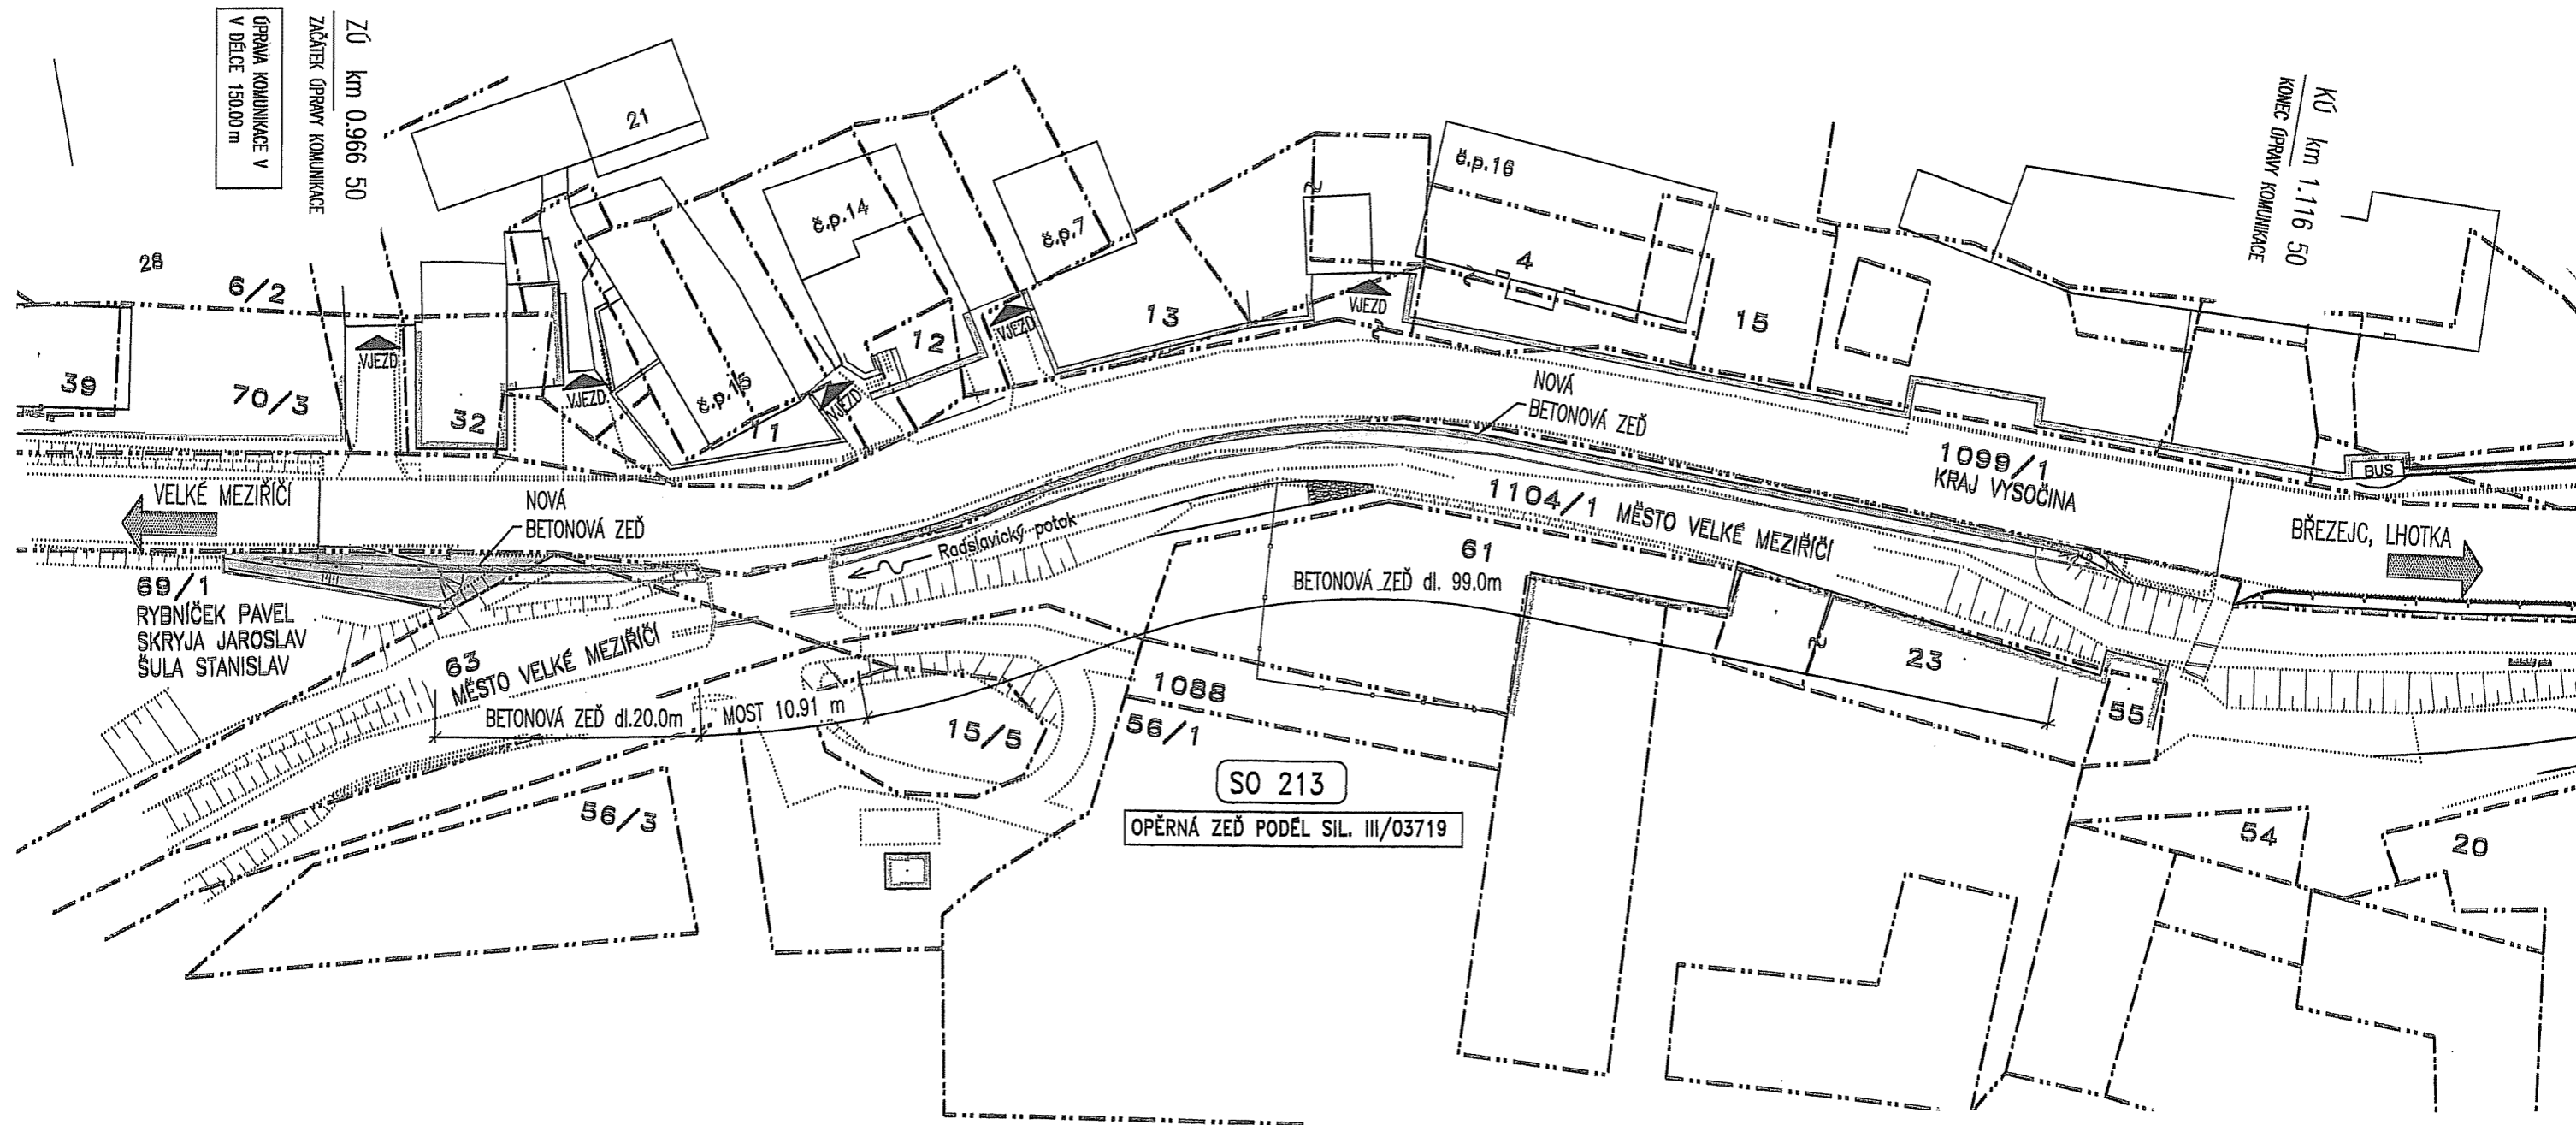 ÚPRAVA KOMUNIKACE V
V DÉLCE 150.00 m
ZÚ km 0.966 50
ZAČÁTEK ÚPRAVY KOMUNIKACE
KÚ km 1.116 50
KONEC ÚPRAVY KOMUNIKACE
21
č.p.14
č.p.7
č.p.16
4
28
6/2
VJEZD
12
VJEZD
13
VJEZD
15
39
70/3
32
VJEZD
č.p.15
VJEZD
11
NOVÁ
BETONOVÁ ZEĎ
1099/1
KRAJ VYSOČINA
BUS
VELKÉ MEZIŘÍČÍ
NOVÁ
BETONOVÁ ZEĎ
Radslavický potok
1104/1 MĚSTO VELKÉ MEZIŘÍČÍ
BŘEZEJC, LHOTKA
61
BETONOVÁ ZEĎ dl. 99.0m
69/1
RYBNÍČEK PAVEL
SKRYJA JAROSLAV
ŠULA STANISLAV
63
MĚSTO VELKÉ MEZIŘÍČÍ
23
1088
BETONOVÁ ZEĎ dl.20.0m
MOST 10.91 m
15/5
56/1
55
56/3
SO 213
OPĚRNÁ ZEĎ PODÉL SIL. III/03719
54
20